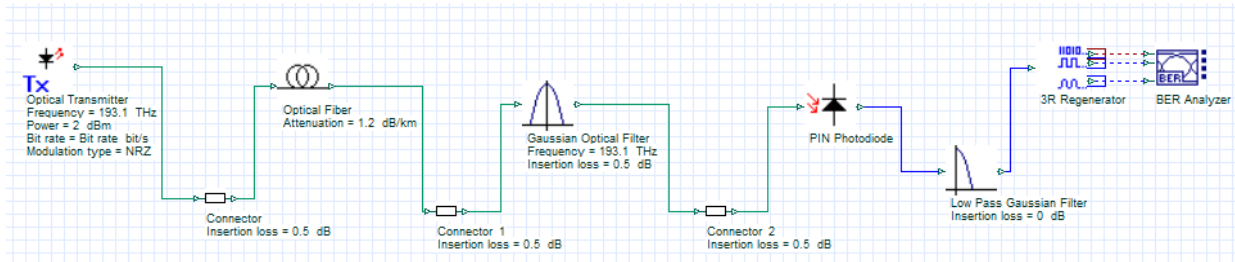 Tx
Optical Transmitter
Frequency = 193.1 THz
Power = 2 dBm
Bit rate = Bit rate bit/s
Modulation type = NRZ
Connector
Insertion loss = 0.5 dB
Optical Fiber
Attenuation = 1.2 dB/km
Connector 1
Insertion loss = 0.5 dB
Gaussian Optical Filter
Frequency = 193.1 THz
Insertion loss = 0.5 dB
Connector 2
Insertion loss = 0.5 dB
PIN Photodiode
Low Pass Gaussian Filter
Insertion loss = 0 dB
3R Regenerator
BER
BER Analyzer